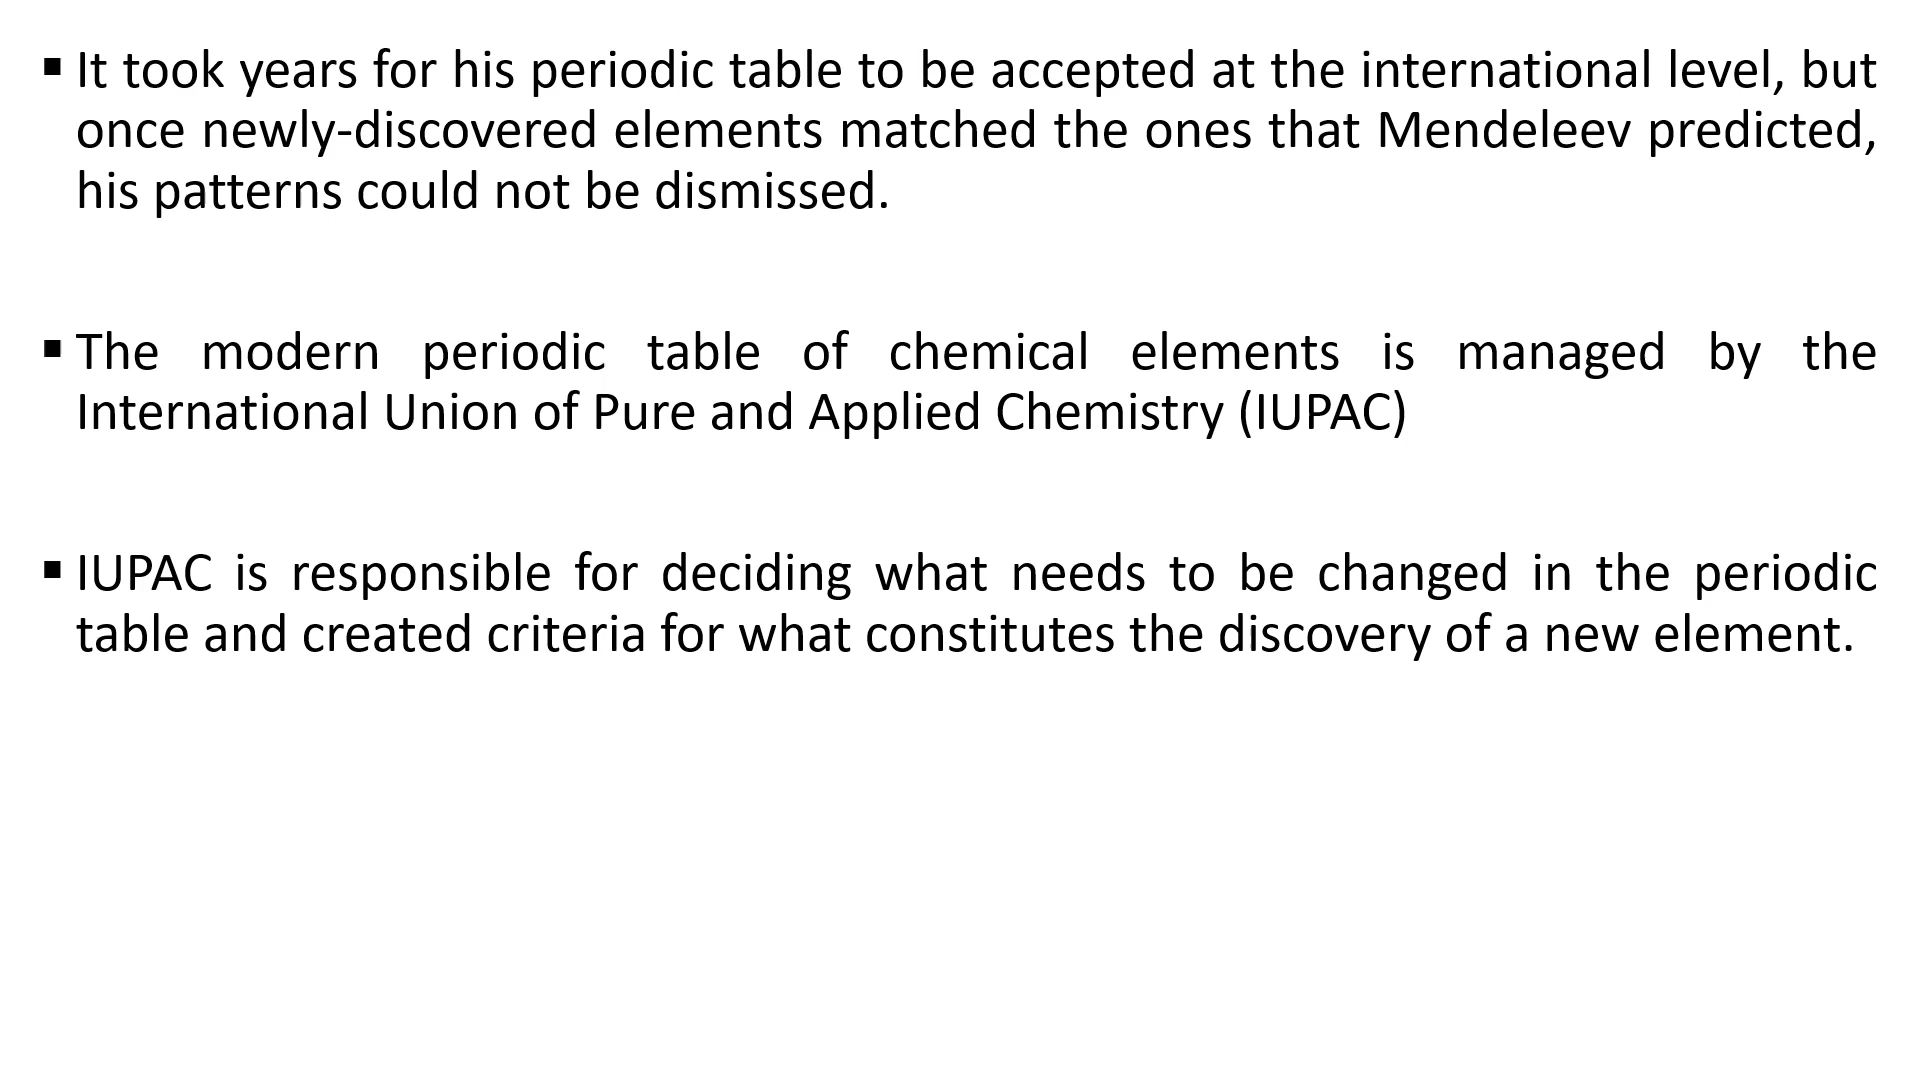 ▪ It took years for his periodic table to be accepted at the international level, but
once newly-discovered elements matched the ones that Mendeleev predicted,
his patterns could not be dismissed.
▪ The modern periodic table of chemical elements is managed by the
International Union of Pure and Applied Chemistry (IUPAC)
▪ IUPAC is responsible for deciding what needs to be changed in the periodic
table and created criteria for what constitutes the discovery of a new element.